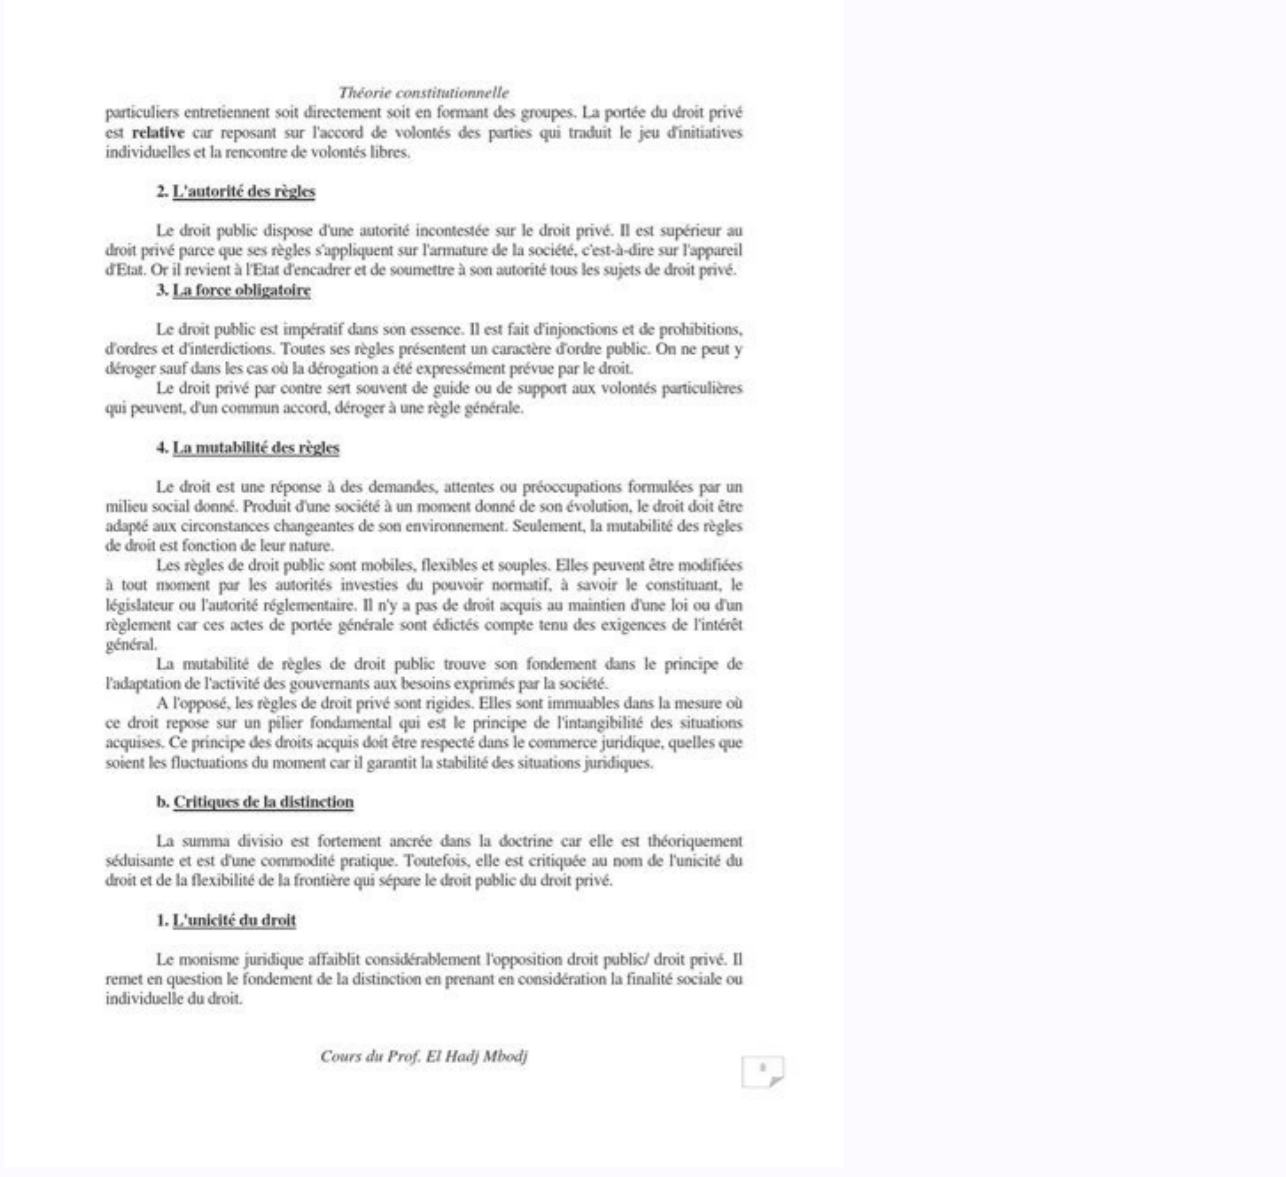 Théorie constitutionnelle
particuliers entretiennent soit directement soit en formant des groupes. La portée du droit privé
est relative car reposant sur l'accord de volontés des parties qui traduit le jeu d'initiatives
individuelles et la rencontre de volontés libres.
2. L'autorité des règles
Le droit public dispose d'une autorité incontestée sur le droit privé. Il est supérieur au
droit privé parce que ses règles s'appliquent sur l'armature de la société, c'est-à-dire sur l'appareil
d'Etat. Or il revient à l'Etat d'encadrer et de soumettre à son autorité tous les sujets de droit privé.
3. La force obligatoire
Le droit public est impératif dans son essence. Il est fait d'injonctions et de prohibitions,
d'ordres et d'interdictions. Toutes ses règles présentent un caractère d'ordre public. On ne peut y
déroger sauf dans les cas où la dérogation a été expressément prévue par le droit.
Le droit privé par contre sert souvent de guide ou de support aux volontés particulières
qui peuvent, d'un commun accord, déroger à une règle générale.
4. La mutabilité des règles
Le droit est une réponse à des demandes, attentes ou préoccupations formulées par un
milieu social donné. Produit d'une société à un moment donné de son évolution, le droit doit être
adapté aux circonstances changeantes de son environnement. Seulement, la mutabilité des règles
de droit est fonction de leur nature.
Les règles de droit public sont mobiles, flexibles et souples. Elles peuvent être modifiées
à tout moment par les autorités investies du pouvoir normatif, à savoir le constituant, le
législateur ou l'autorité réglementaire. Il n'y a pas de droit acquis au maintien d'une loi ou d'un
règlement car ces actes de portée générale sont édictés compte tenu des exigences de l'intérêt
général.
La mutabilité de règles de droit public trouve son fondement dans le principe de
l'adaptation de l'activité des gouvernants aux besoins exprimés par la société.
A l'opposé, les règles de droit privé sont rigides. Elles sont immuables dans la mesure où
ce droit repose sur un pilier fondamental qui est le principe de l'intangibilité des situations
acquises. Ce principe des droits acquis doit être respecté dans le commerce juridique, quelles que
soient les fluctuations du moment car il garantit la stabilité des situations juridiques.
b. Critiques de la distinction
La summa divisio est fortement ancrée dans la doctrine car elle est théoriquement
séduisante et est d'une commodité pratique. Toutefois, elle est critiquée au nom de l'unicité du
droit et de la flexibilité de la frontière qui sépare le droit public du droit privé.
1. L'unicité du droit
Le monisme juridique affaiblit considérablement l'opposition droit public/ droit privé. Il
remet en question le fondement de la distinction en prenant en considération la finalité sociale ou
individuelle du droit.
Cours du Prof. El Hadj Mbodj